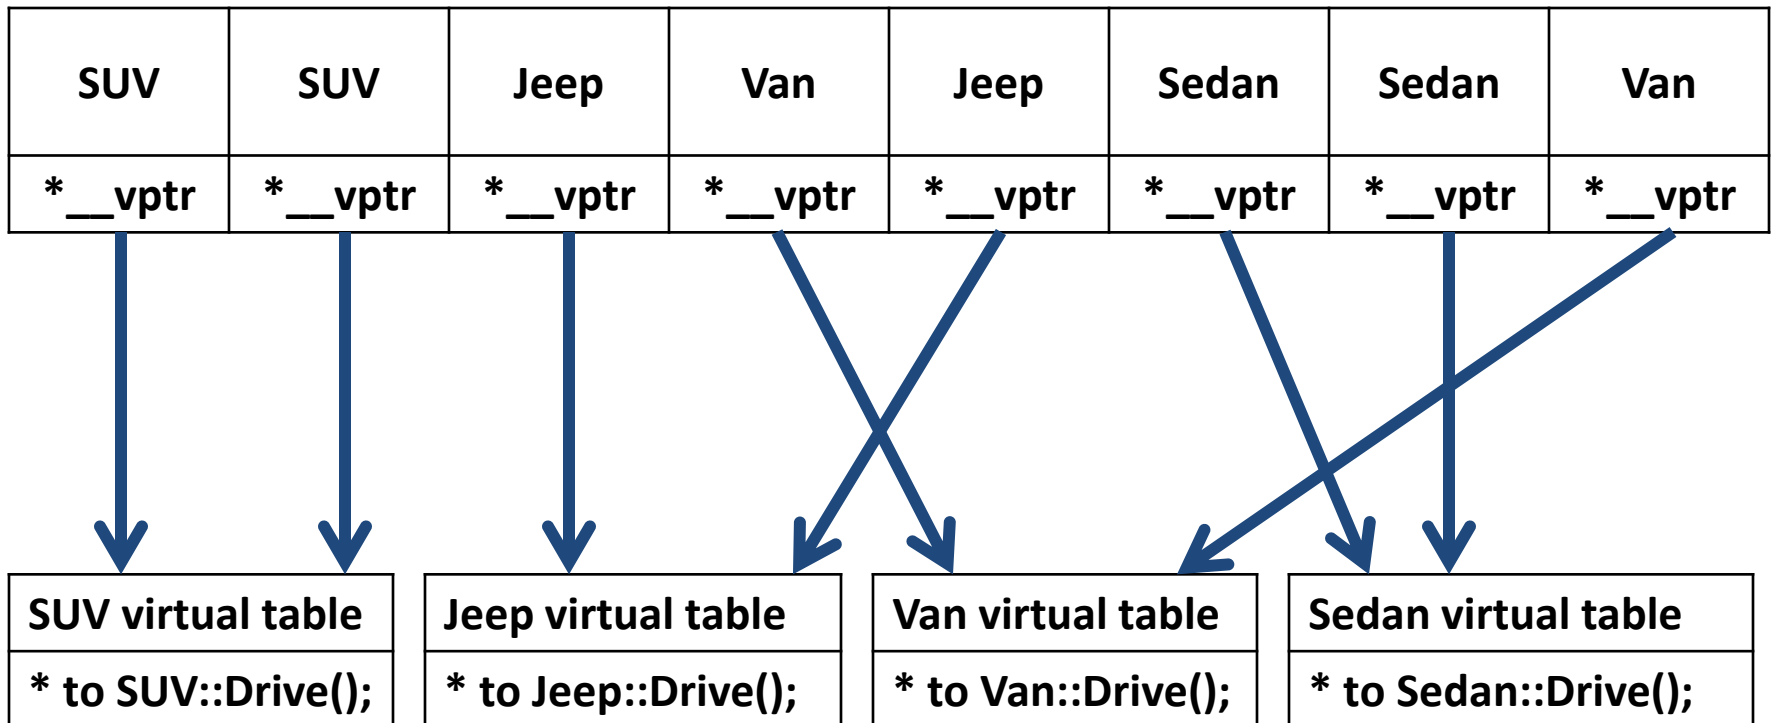 SUV SUV Jeep Van Jeep Sedan Sedan Van
*__vptr *__vptr *__vptr *__vptr *__vptr *__vptr *__vptr *__vptr
SUV virtual table Jeep virtual table Van virtual table Sedan virtual table
* to SUV::Drive(); * to Jeep::Drive(); * to Van::Drive(); * to Sedan::Drive();